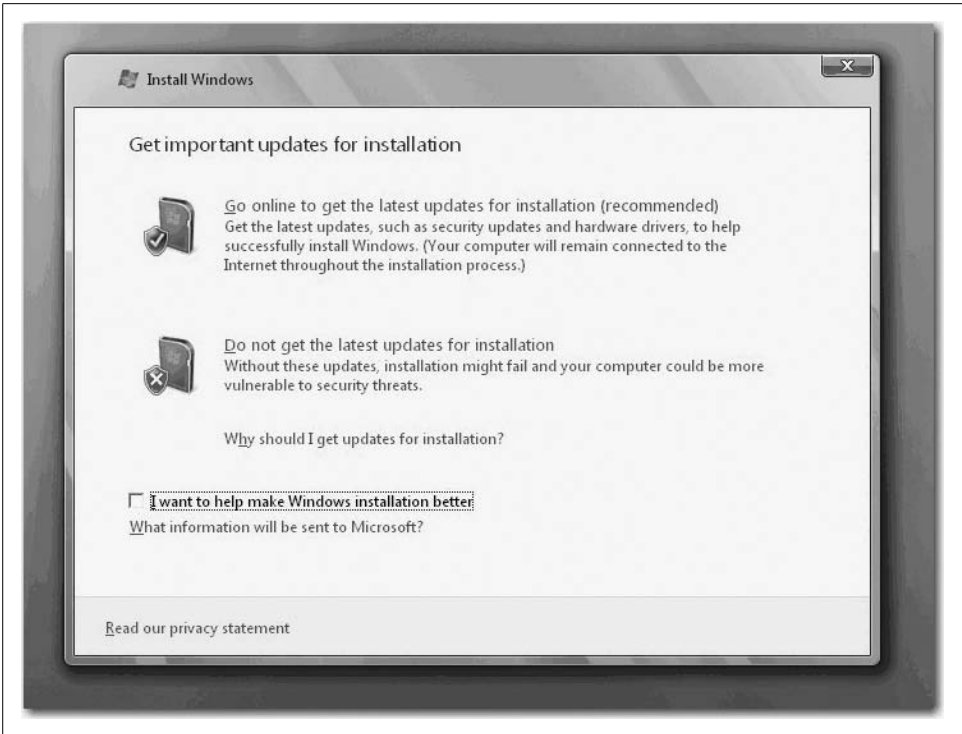 Install Windows
Get important updates for installation
Go online to get the latest updates for installation (recommended)
Get the latest updates, such as security updates and hardware drivers, to help
successfully install Windows. (Your computer will remain connected to the
Internet throughout the installation process.)
Do not get the latest updates for installation
Without these updates, installation might fail and your computer could be more
vulnerable to security threats.
Why should I get updates for installation?
I want to help make Windows installation better
What information will be sent to Microsoft?
Read our privacy statement